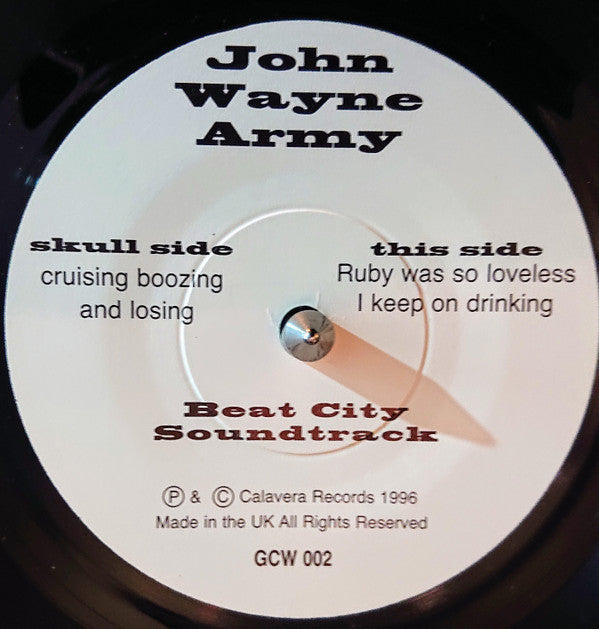 John
Wayne
Army
skull side
cruising boozing
and losing
this side
Ruby was so loveless
I keep on drinking
Beat City
Soundtrack
Ⓟ & Ⓒ Calavera Records 1996
Made in the UK All Rights Reserved
GCW 002